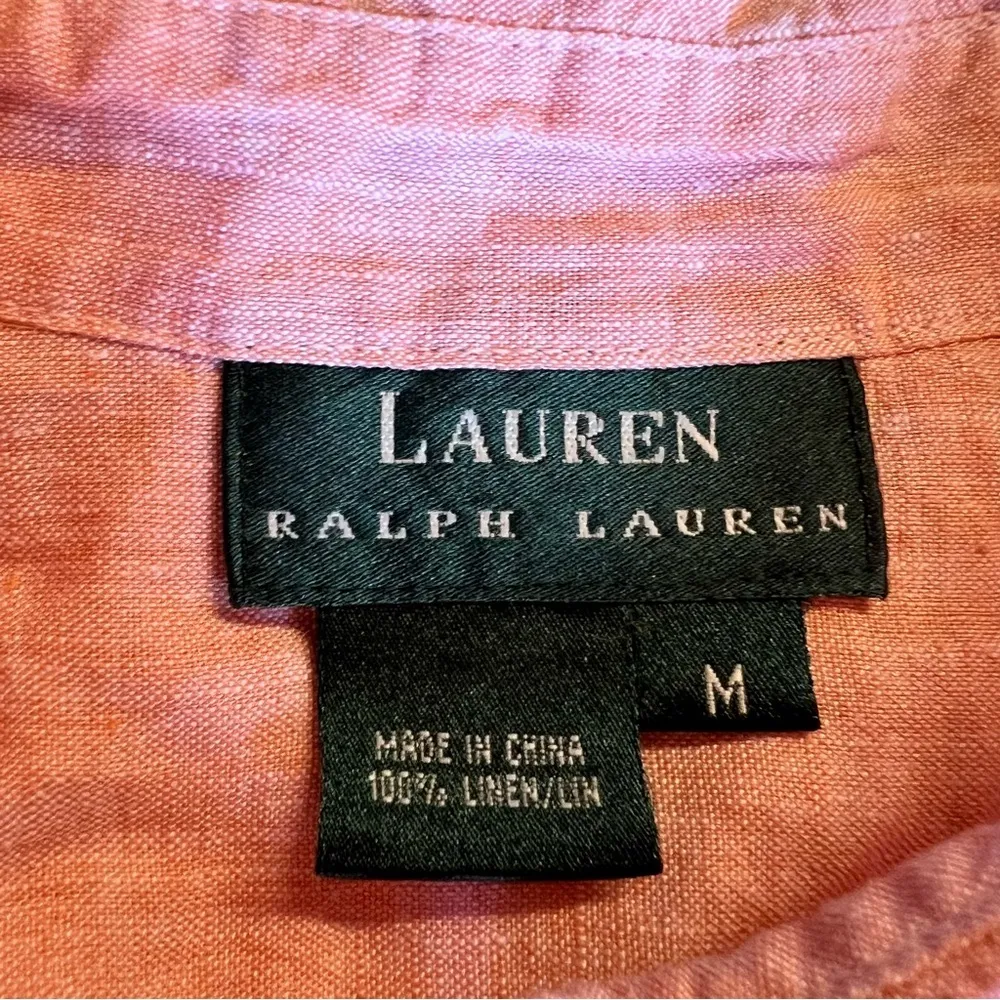 LAUREN
RALPH LAUREN
M
MADE IN CHINA
100% LINEN/LIN